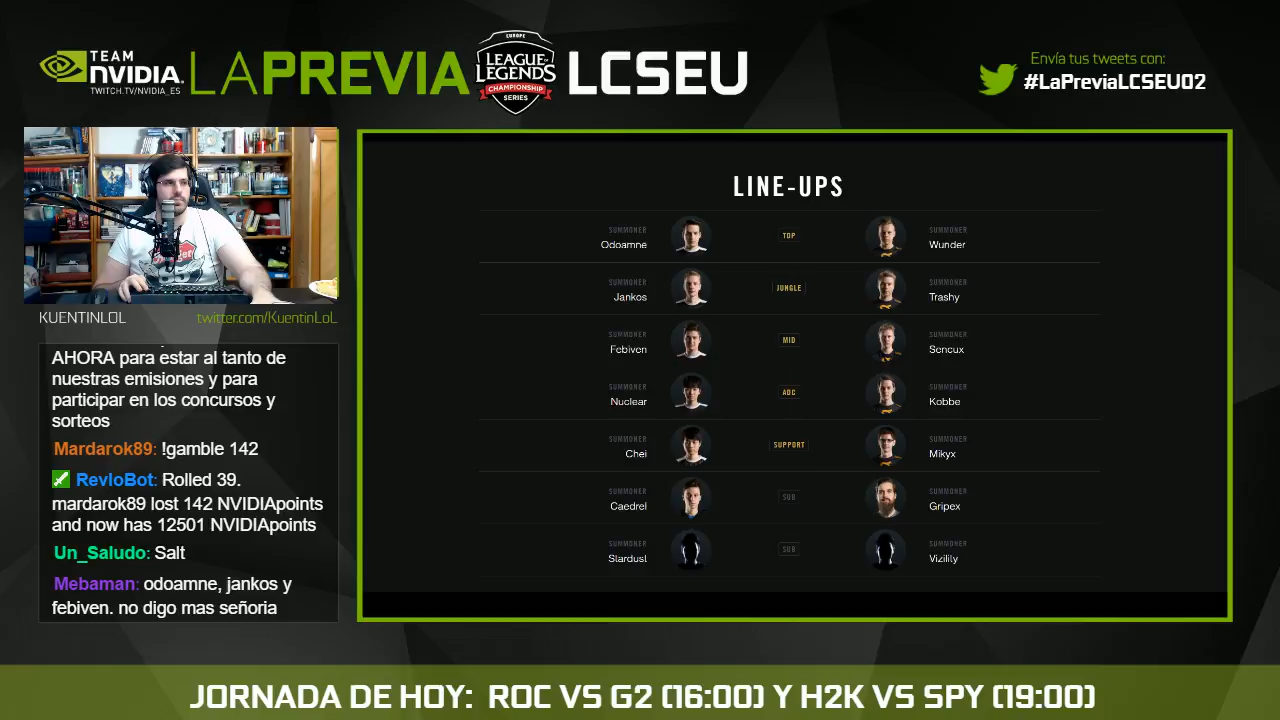 TEAM
NVIDIA.
TWITCH.TV/NVIDIA_ES
LAPREVIA
EUROPE
LEAGUE OF
LEGENDS
CHAMPIONSHIP
SERIES
LCSEU
Envía tus tweets con:
#LaPreviaLCSEU02
KUENTINLOL
twitter.com/KuentinLoL
AHORA para estar al tanto de
nuestras emisiones y para
participar en los concursos y
sorteos
Mardarok89: !gamble 142
RevloBot: Rolled 39.
mardarok89 lost 142 NVIDIApoints
and now has 12501 NVIDIApoints
Un_Saludo: Salt
Mebaman: odoamne, jankos y
febiven. no digo mas señoria
LINE-UPS
SUMMONER
Odoamne
TOP
SUMMONER
Wunder
SUMMONER
Jankos
JUNGLE
SUMMONER
Trashy
SUMMONER
Febiven
MID
SUMMONER
Sencux
SUMMONER
Nuclear
ADC
SUMMONER
Kobbe
SUMMONER
Chei
SUPPORT
SUMMONER
Mikyx
SUMMONER
Caedrel
SUB
SUMMONER
Gripex
SUMMONER
Stardust
SUB
SUMMONER
Vizility
JORNADA DE HOY: ROC VS G2 (16:00) Y H2K VS SPY (19:00)